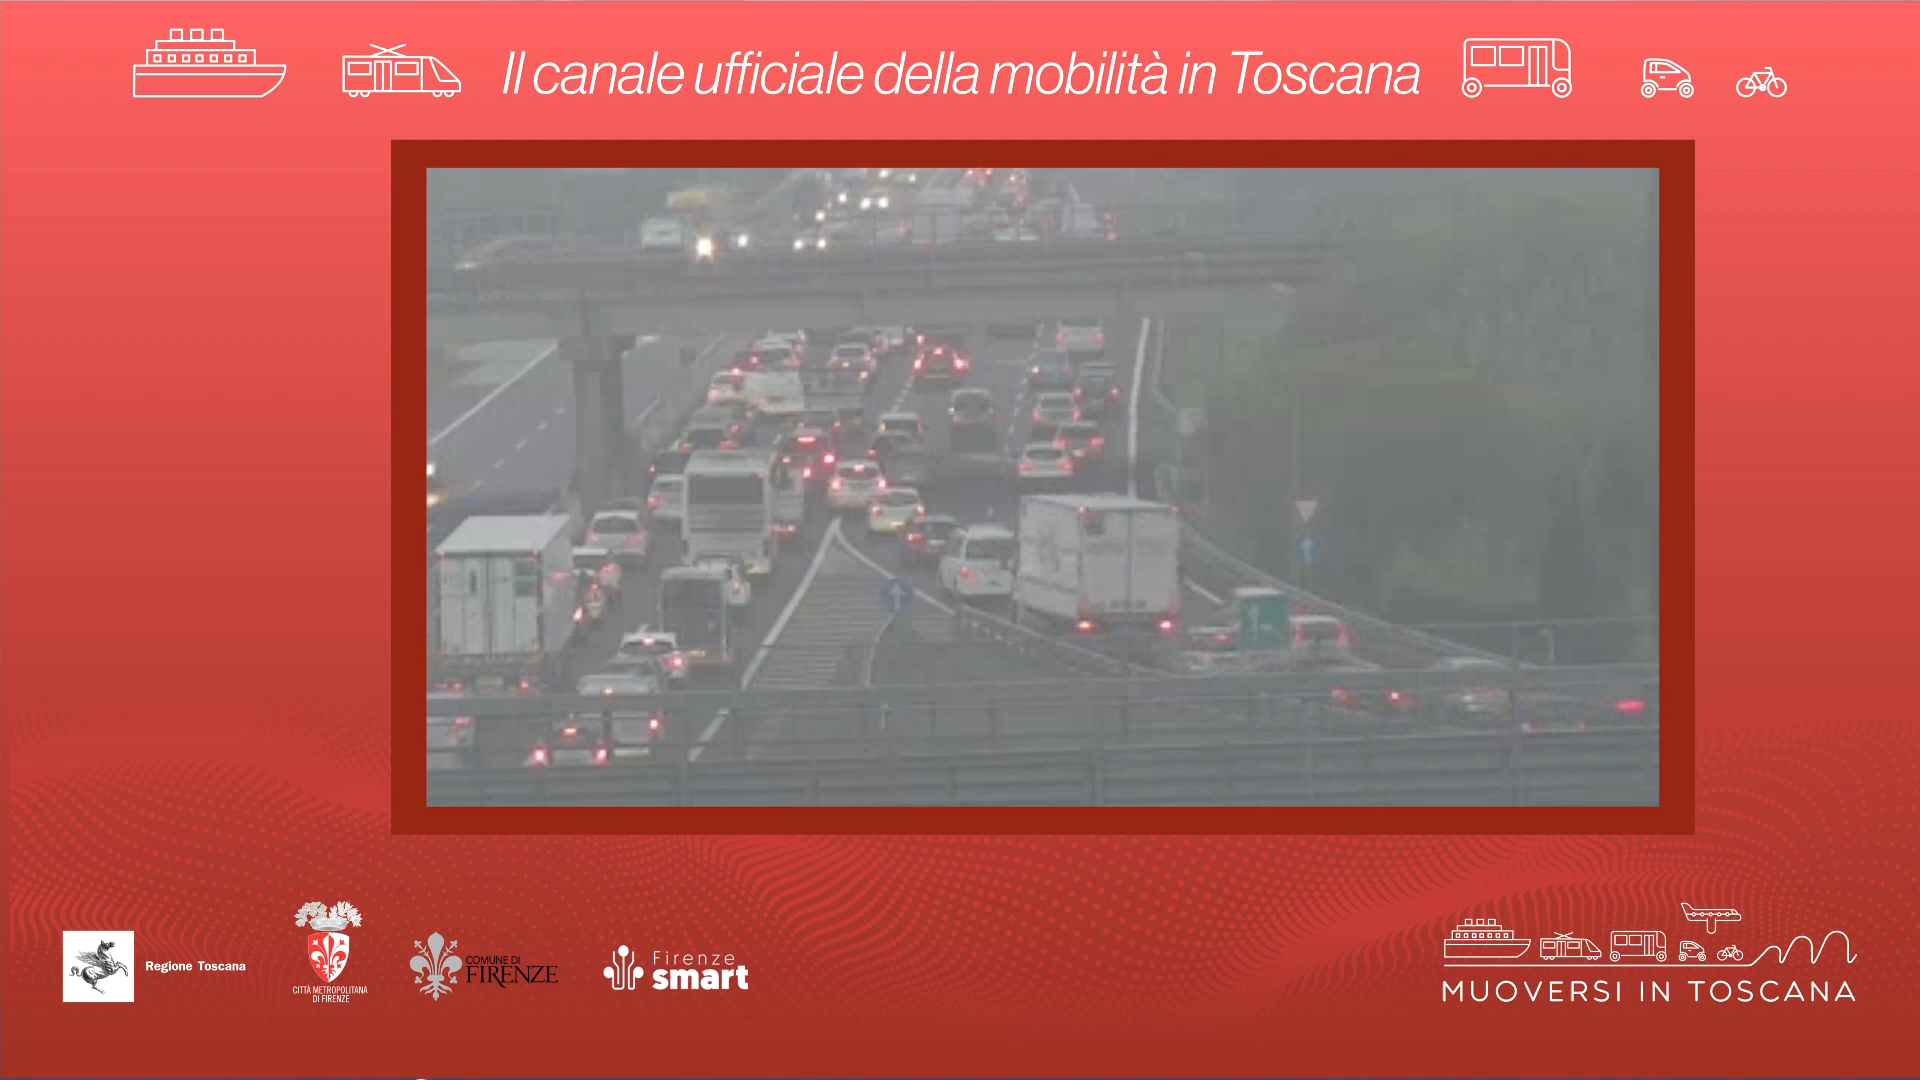 Il canale ufficiale della mobilità in Toscana
Regione Toscana
CITTÀ METROPOLITANA
DI FIRENZE
COMUNE DI
FIRENZE
Firenze
smart
MUOVERSI IN TOSCANA